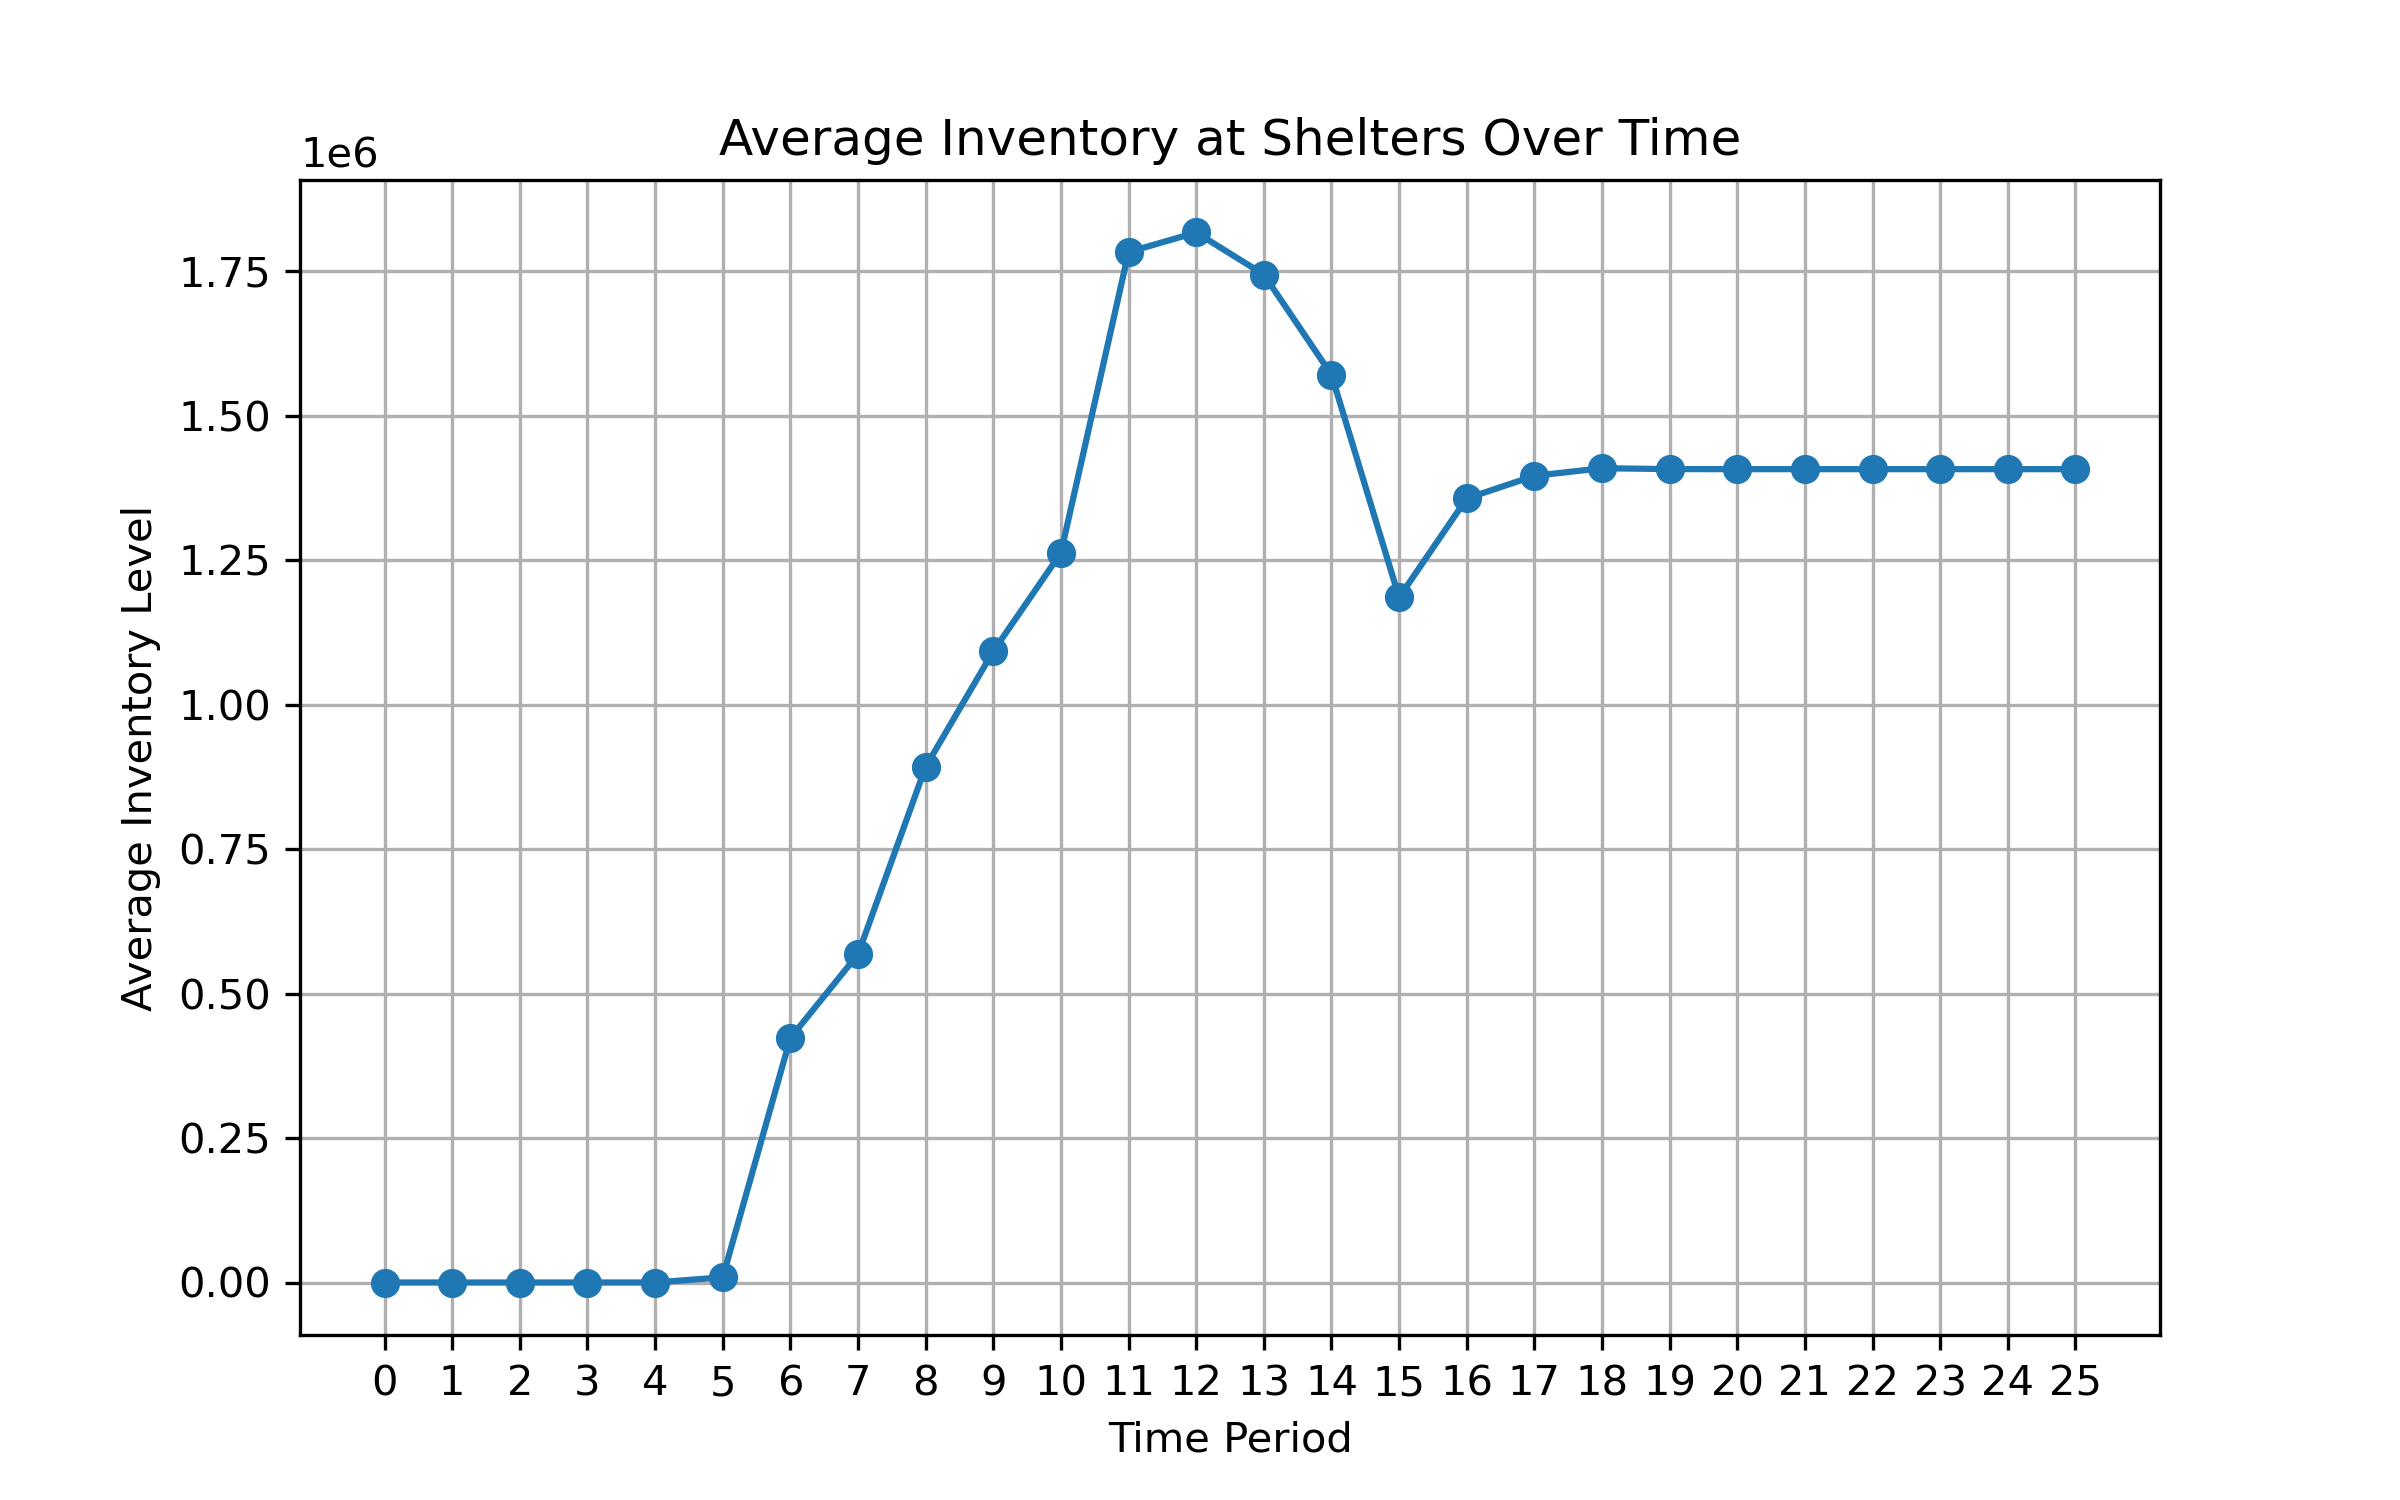 Average Inventory at Shelters Over Time
1e6
1.75
1.50
1.25
1.00
0.75
0.50
0.25
0.00
Average Inventory Level
0 1 2 3 4 5 6 7 8 9 10 11 12 13 14 15 16 17 18 19 20 21 22 23 24 25
Time Period